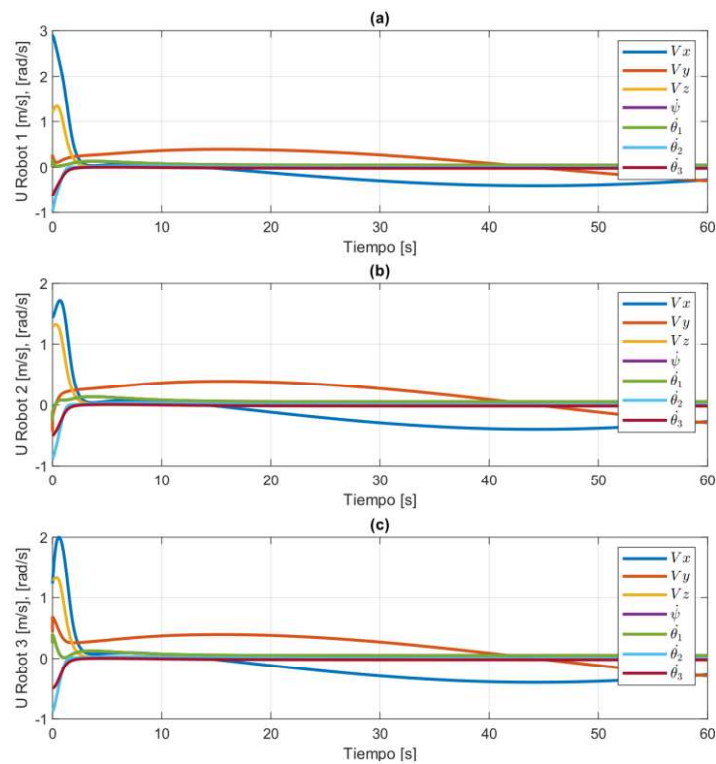 (a)
3
2
1
0
-1
U Robot 1 [m/s], [rad/s]
Vx
Vy
Vz
ψ̇
θ̇₁
θ̇₂
θ̇₃
0 10 20 30 40 50 60
Tiempo [s]
(b)
2
1
0
-1
U Robot 2 [m/s], [rad/s]
Vx
Vy
Vz
ψ̇
θ̇₁
θ̇₂
θ̇₃
0 10 20 30 40 50 60
Tiempo [s]
(c)
2
1
0
-1
U Robot 3 [m/s], [rad/s]
Vx
Vy
Vz
ψ̇
θ̇₁
θ̇₂
θ̇₃
0 10 20 30 40 50 60
Tiempo [s]